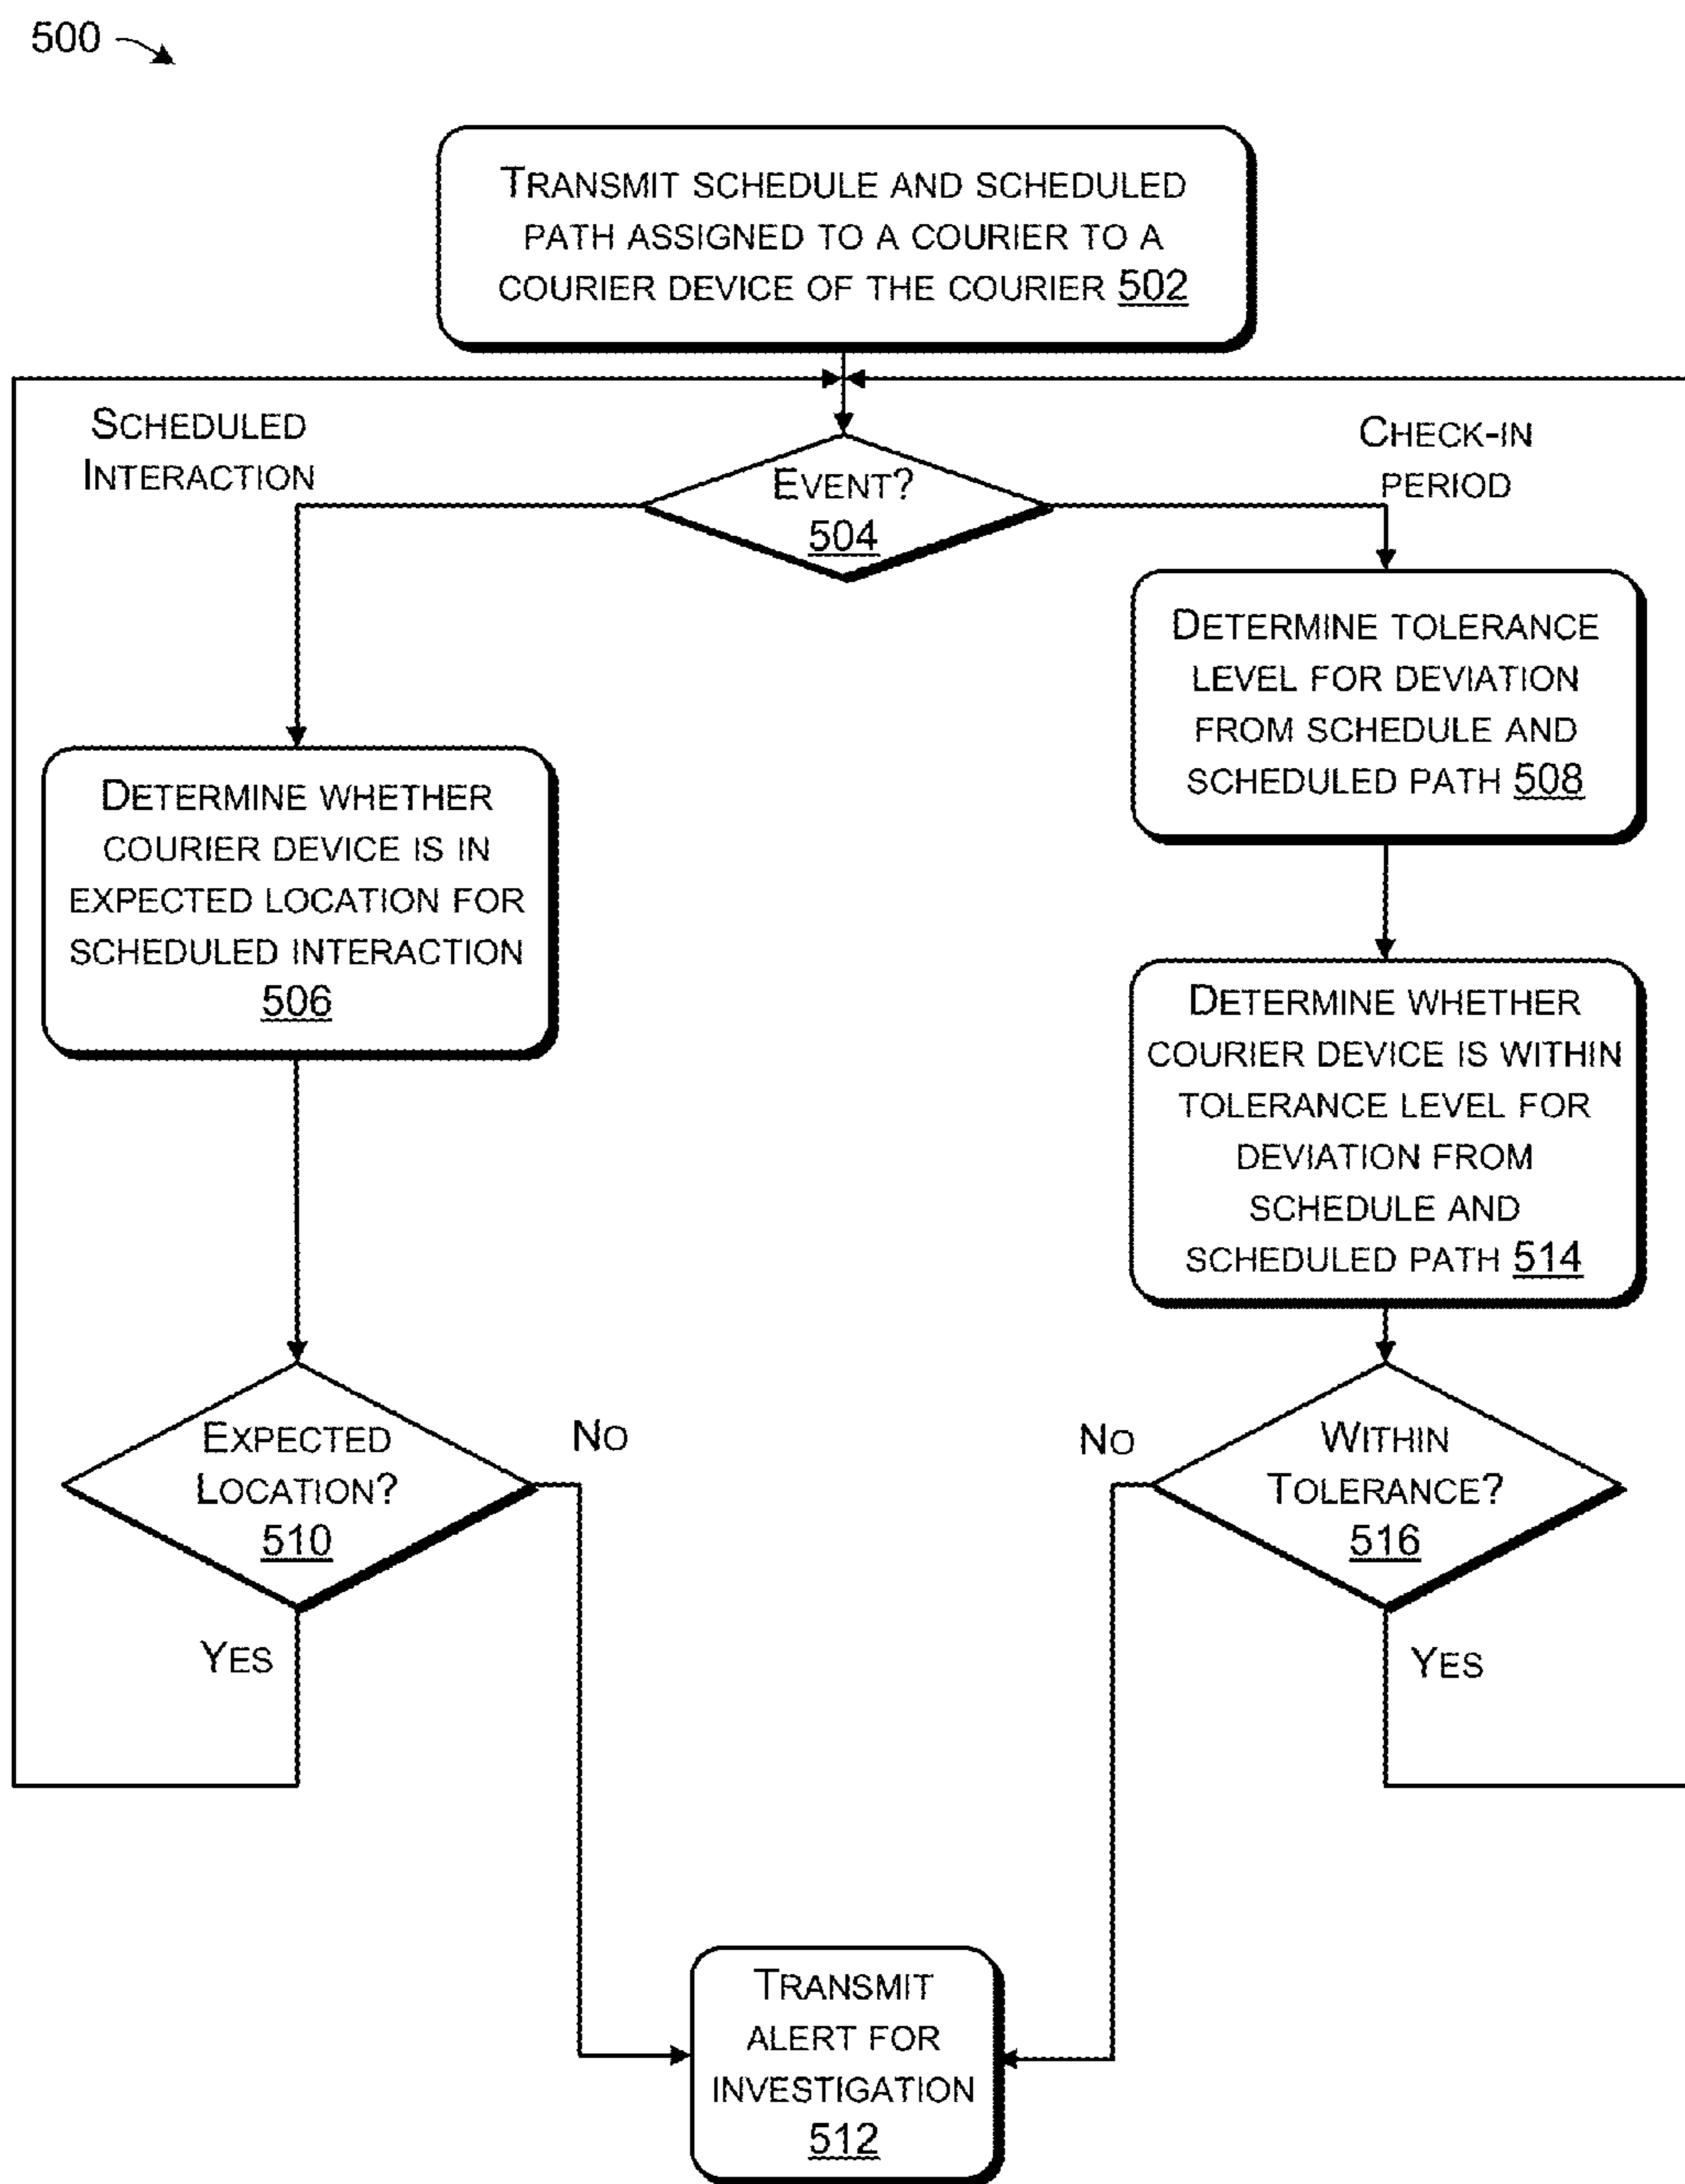 500
TRANSMIT SCHEDULE AND SCHEDULED
PATH ASSIGNED TO A COURIER TO A
COURIER DEVICE OF THE COURIER 502
SCHEDULED
INTERACTION
CHECK-IN
PERIOD
EVENT?
504
DETERMINE TOLERANCE
LEVEL FOR DEVIATION
FROM SCHEDULE AND
SCHEDULED PATH 508
DETERMINE WHETHER
COURIER DEVICE IS IN
EXPECTED LOCATION FOR
SCHEDULED INTERACTION
506
DETERMINE WHETHER
COURIER DEVICE IS WITHIN
TOLERANCE LEVEL FOR
DEVIATION FROM
SCHEDULE AND
SCHEDULED PATH 514
EXPECTED
LOCATION?
510
NO
YES
NO
WITHIN
TOLERANCE?
516
YES
TRANSMIT
ALERT FOR
INVESTIGATION
512